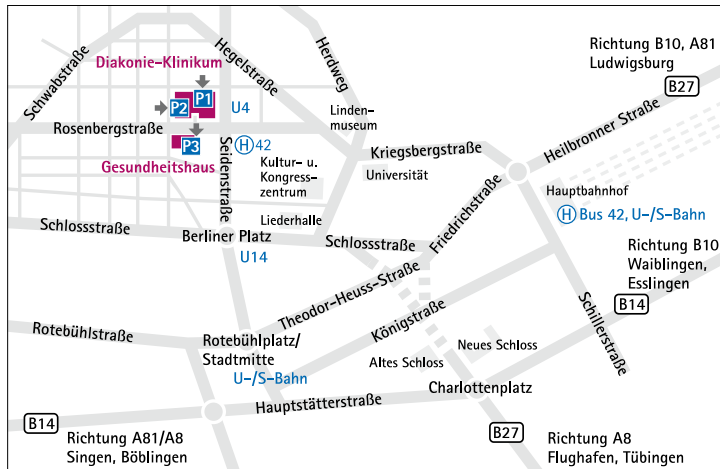 Richtung B10, A81
Ludwigsburg
B27
Schwabstraße
Diakonie-Klinikum
Hegelstraße
Herdweg
P1
P2
U4
Linden-
museum
Heilbronner Straße
Rosenbergstraße
P3
H 42
Gesundheitshaus
Seidenstraße
Kultur- u.
Kongress-
zentrum
Kriegsbergstraße
Universität
Hauptbahnhof
H Bus 42, U-/S-Bahn
Liederhalle
Friedrichstraße
Schlossstraße
Berliner Platz
Schlossstraße
U14
Richtung B10
Waiblingen,
Esslingen
B14
Theodor-Heuss-Straße
Schillerstraße
Rotebühlstraße
Rotebühlplatz/
Stadtmitte
U-/S-Bahn
Königstraße
Neues Schloss
Altes Schloss
Charlottenplatz
Hauptstätterstraße
B14
Richtung A81/A8
Singen, Böblingen
B27
Richtung A8
Flughafen, Tübingen